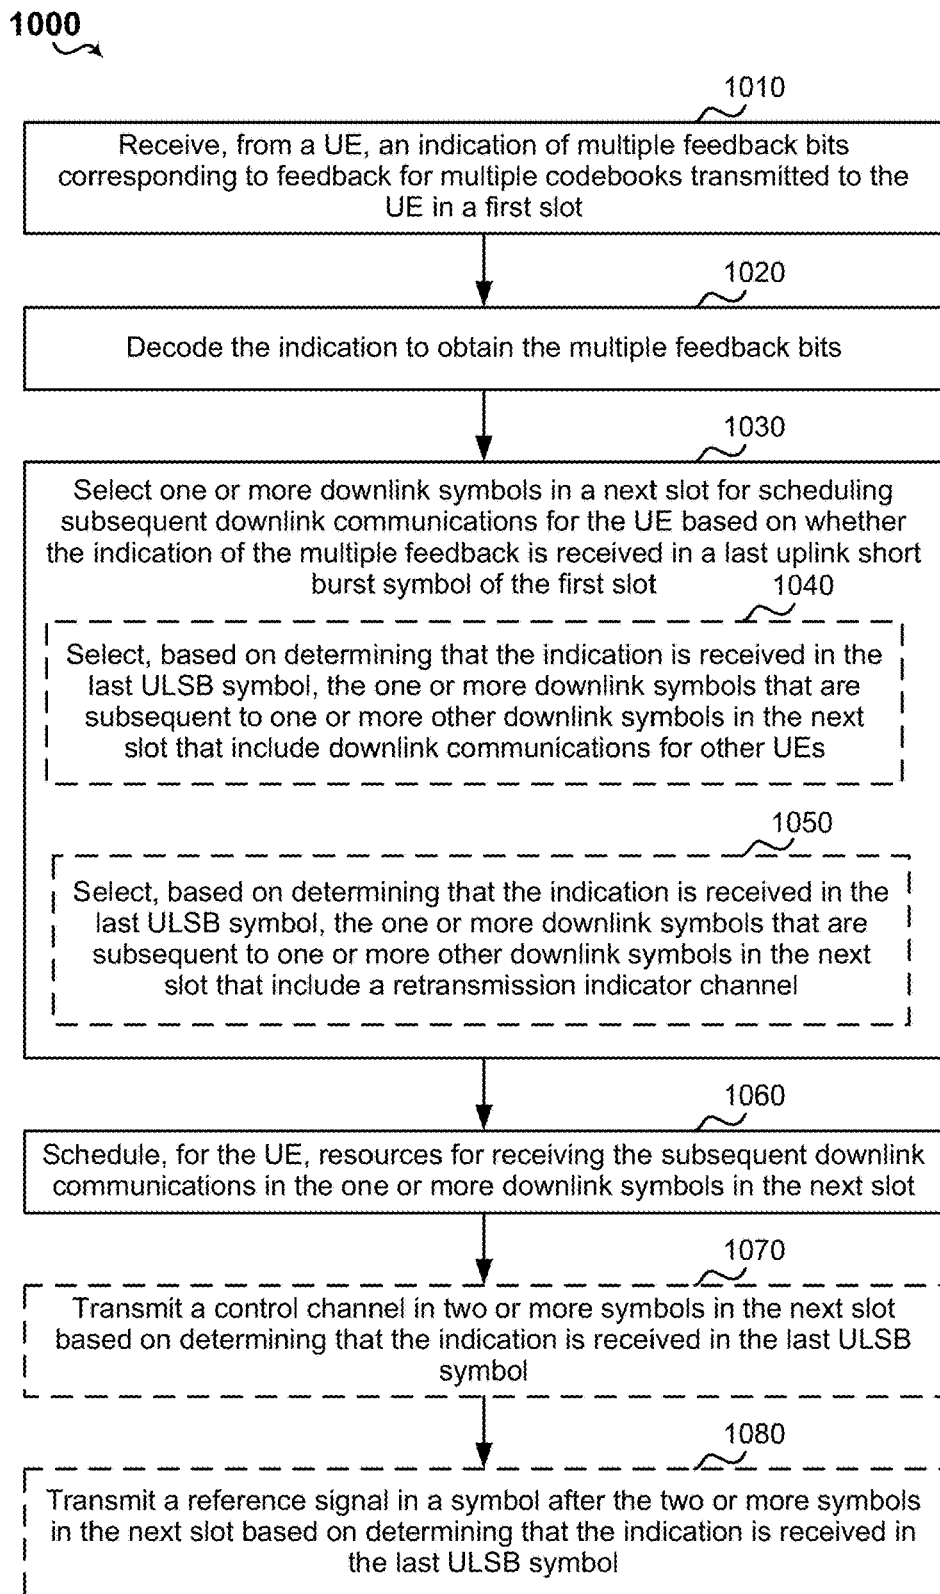 1000
1010
Receive, from a UE, an indication of multiple feedback bits
corresponding to feedback for multiple codebooks transmitted to the
UE in a first slot
1020
Decode the indication to obtain the multiple feedback bits
1030
Select one or more downlink symbols in a next slot for scheduling
subsequent downlink communications for the UE based on whether
the indication of the multiple feedback is received in a last uplink short
burst symbol of the first slot
1040
Select, based on determining that the indication is received in the
last ULSB symbol, the one or more downlink symbols that are
subsequent to one or more other downlink symbols in the next
slot that include downlink communications for other UEs
1050
Select, based on determining that the indication is received in the
last ULSB symbol, the one or more downlink symbols that are
subsequent to one or more other downlink symbols in the next
slot that include a retransmission indicator channel
1060
Schedule, for the UE, resources for receiving the subsequent downlink
communications in the one or more downlink symbols in the next slot
1070
Transmit a control channel in two or more symbols in the next slot
based on determining that the indication is received in the last ULSB
symbol
1080
Transmit a reference signal in a symbol after the two or more symbols
in the next slot based on determining that the indication is received in
the last ULSB symbol